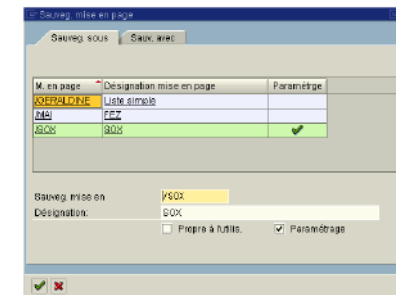 Sauveg. mise en page
Sauveg. sous Sauv. avec
M. en page Désignation mise en page Paramétrge
/GERALDINE Liste simple
/MAI FEZ
/SOX SOX
Sauveg. mise en /SOX
Désignation: SOX
Propre à l'utilis. Paramétrage